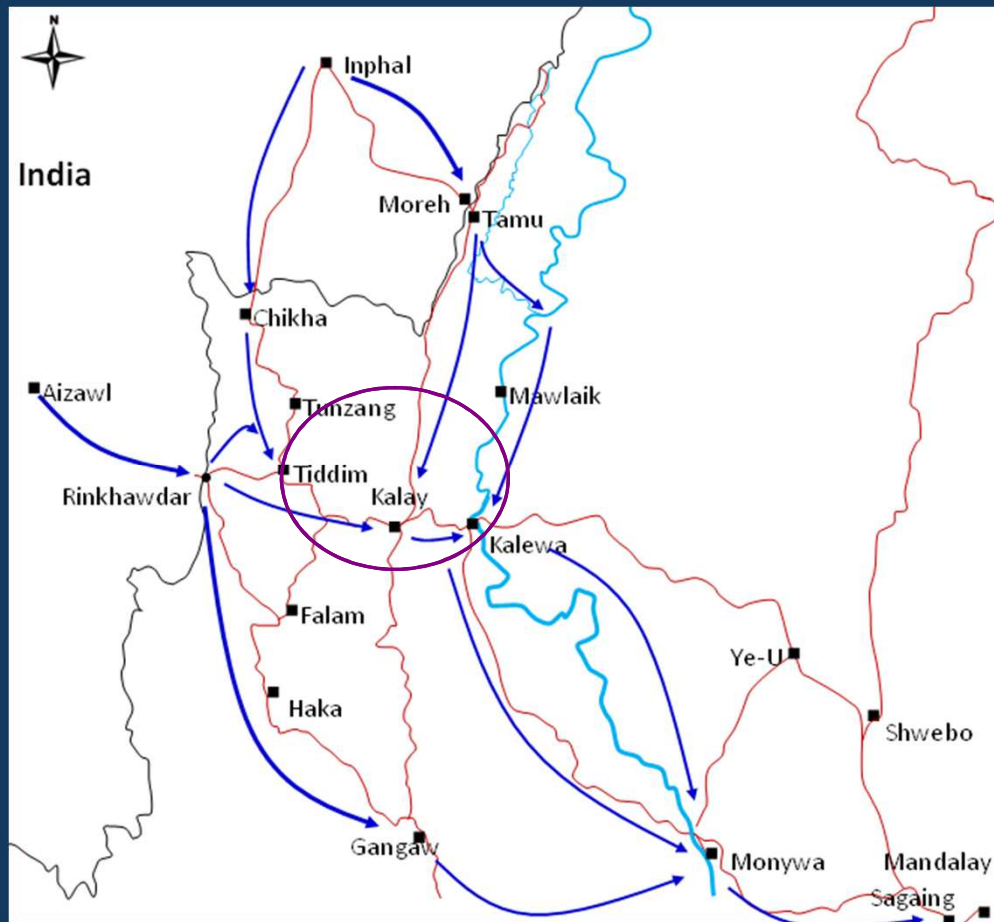 N
Inphal
India
Moreh
Tamu
Chikha
Aizawl
Tunzang
Mawlaik
Tiddim
Rinkhawdar
Kalay
Kalewa
Falam
Ye-U
Haka
Shwebo
Gangaw
Monywa
Mandalay
Sagaing